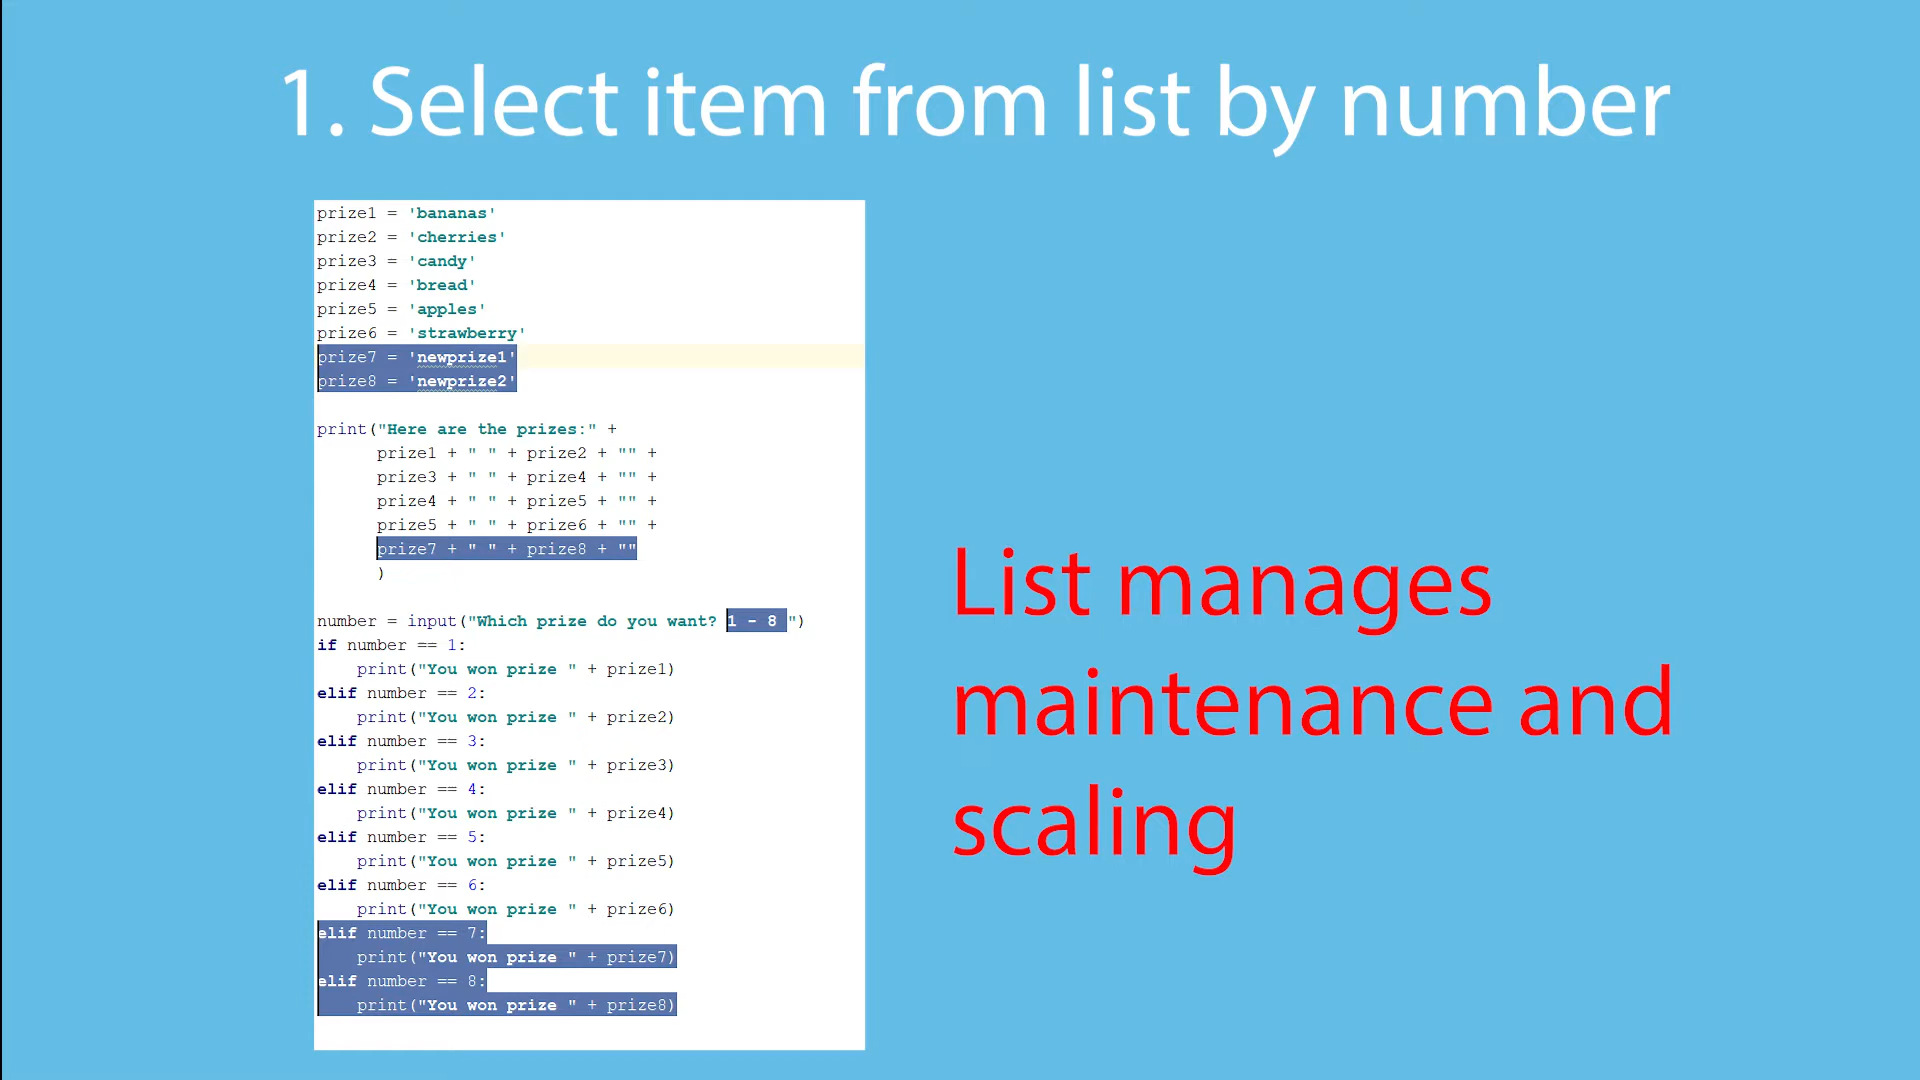 1. Select item from list by number
prize1 = 'bananas'
prize2 = 'cherries'
prize3 = 'candy'
prize4 = 'bread'
prize5 = 'apples'
prize6 = 'strawberry'
prize7 = 'newprize1'
prize8 = 'newprize2'
print("Here are the prizes:" +
      prize1 + " " + prize2 + "" +
      prize3 + " " + prize4 + "" +
      prize4 + " " + prize5 + "" +
      prize5 + " " + prize6 + "" +
      prize7 + " " + prize8 + ""
      )
number = input("Which prize do you want? 1 - 8 ")
if number == 1:
    print("You won prize " + prize1)
elif number == 2:
    print("You won prize " + prize2)
elif number == 3:
    print("You won prize " + prize3)
elif number == 4:
    print("You won prize " + prize4)
elif number == 5:
    print("You won prize " + prize5)
elif number == 6:
    print("You won prize " + prize6)
elif number == 7:
    print("You won prize " + prize7)
elif number == 8:
    print("You won prize " + prize8)
List manages
maintenance and
scaling